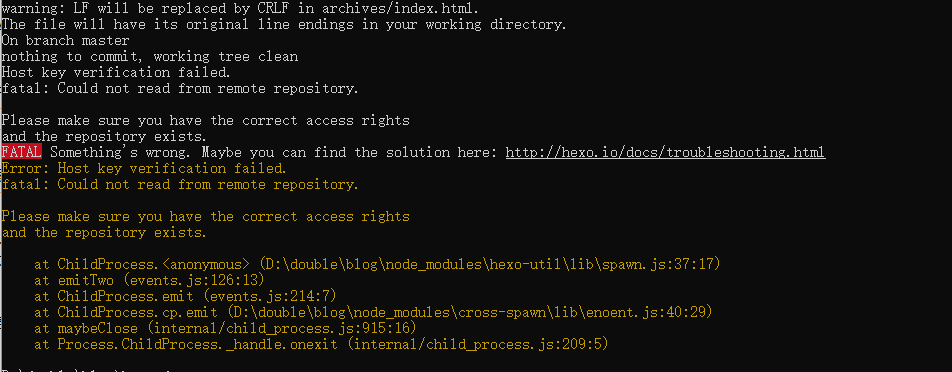 warning: LF will be replaced by CRLF in archives/index.html.
The file will have its original line endings in your working directory.
On branch master
nothing to commit, working tree clean
Host key verification failed.
fatal: Could not read from remote repository.
Please make sure you have the correct access rights
and the repository exists.
FATAL Something's wrong. Maybe you can find the solution here: http://hexo.io/docs/troubleshooting.html
Error: Host key verification failed.
fatal: Could not read from remote repository.
Please make sure you have the correct access rights
and the repository exists.
at ChildProcess.<anonymous> (D:\double\blog\node_modules\hexo-util\lib\spawn.js:37:17)
at emitTwo (events.js:126:13)
at ChildProcess.emit (events.js:214:7)
at ChildProcess.cp.emit (D:\double\blog\node_modules\cross-spawn\lib\enoent.js:40:29)
at maybeClose (internal/child_process.js:915:16)
at Process.ChildProcess._handle.onexit (internal/child_process.js:209:5)